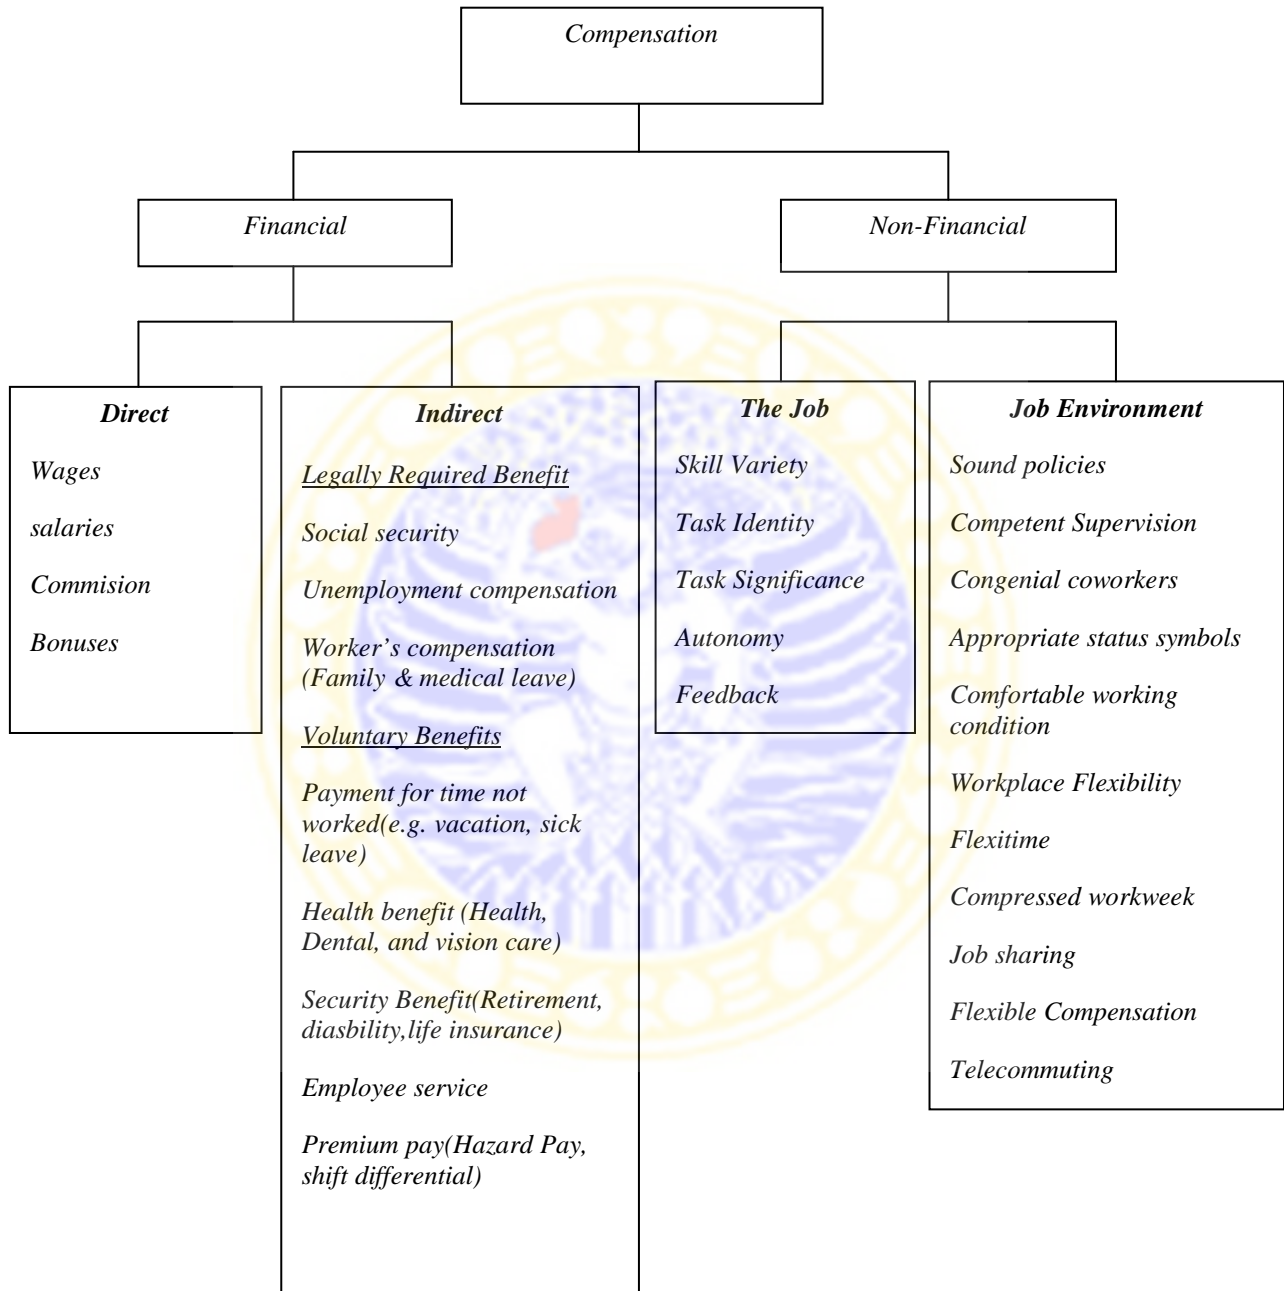 Compensation
Financial
Non-Financial
Direct
Wages
salaries
Commision
Bonuses
Indirect
Legally Required Benefit
Social security
Unemployment compensation
Worker’s compensation
(Family & medical leave)
Voluntary Benefits
Payment for time not
worked(e.g. vacation, sick
leave)
Health benefit (Health,
Dental, and vision care)
Security Benefit(Retirement,
diasbility,life insurance)
Employee service
Premium pay(Hazard Pay,
shift differential)
The Job
Skill Variety
Task Identity
Task Significance
Autonomy
Feedback
Job Environment
Sound policies
Competent Supervision
Congenial coworkers
Appropriate status symbols
Comfortable working
condition
Workplace Flexibility
Flexitime
Compressed workweek
Job sharing
Flexible Compensation
Telecommuting